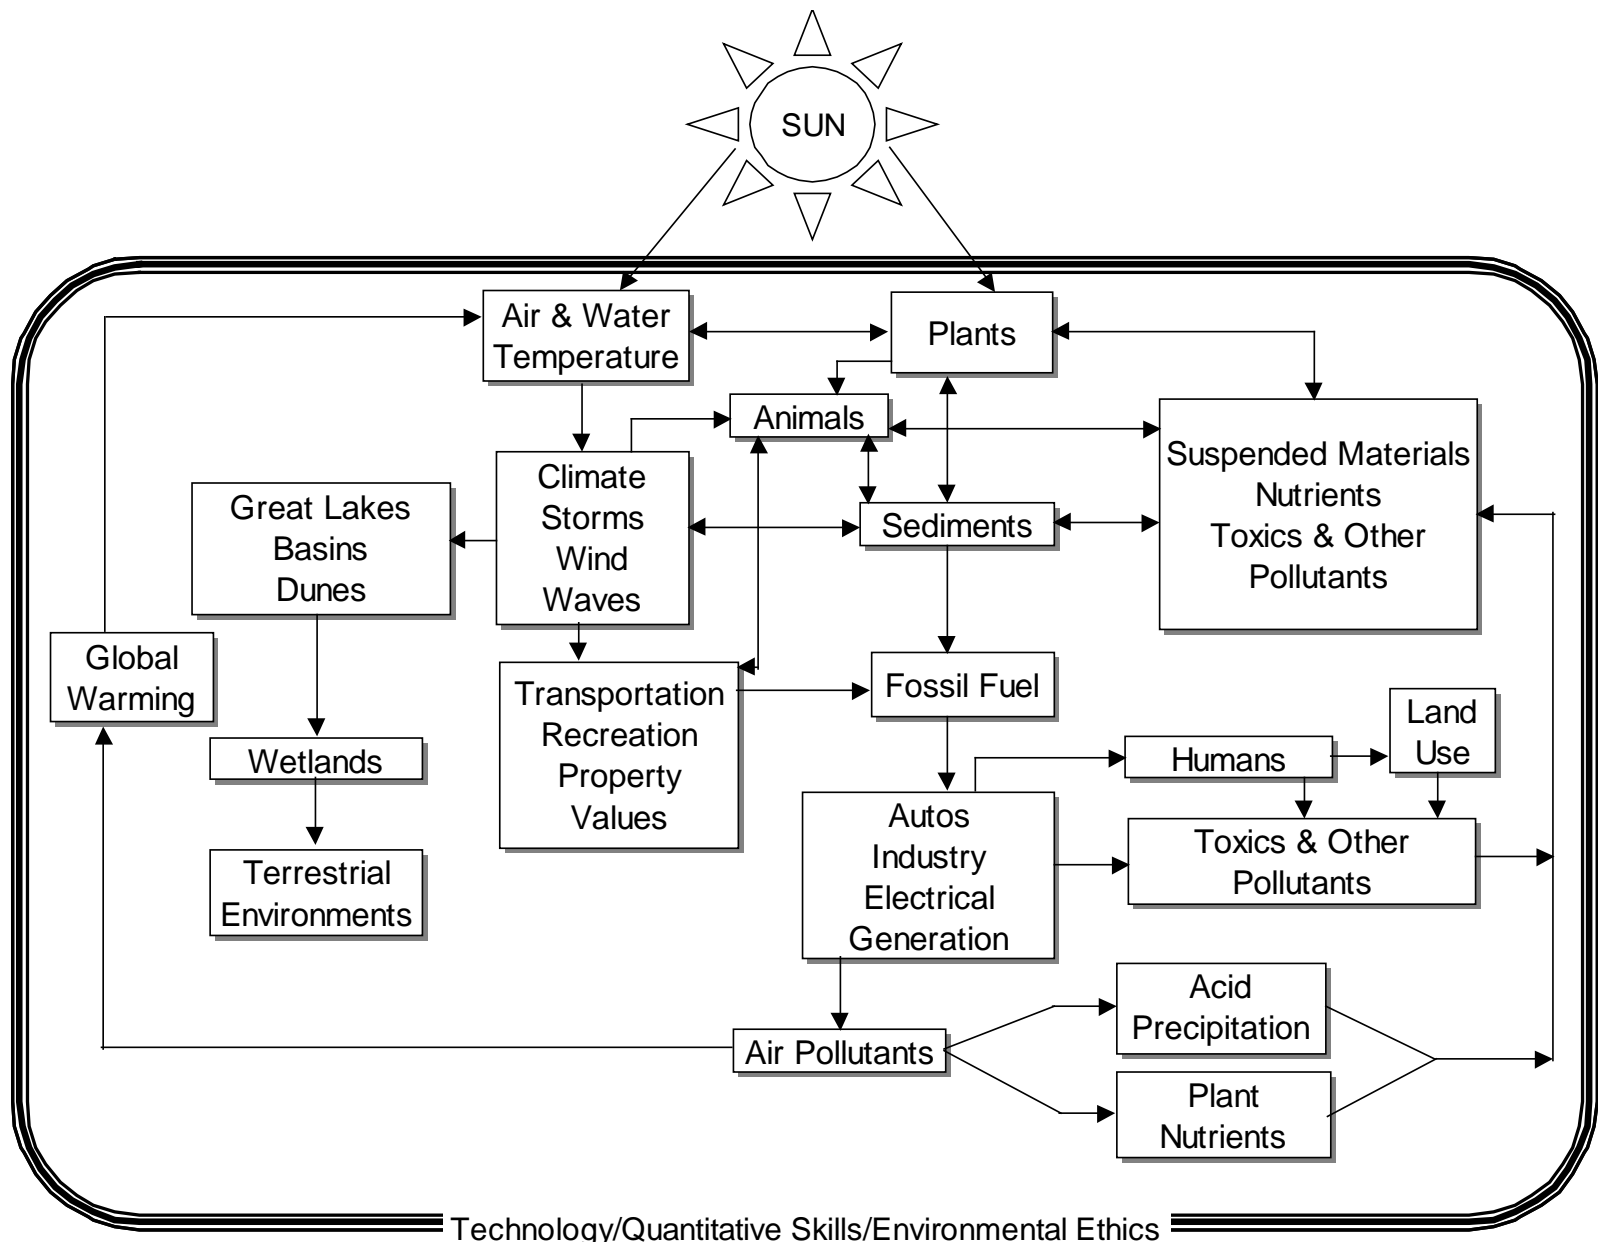 SUN
Air & Water
Temperature
Plants
Animals
Climate
Storms
Wind
Waves
Great Lakes
Basins
Dunes
Sediments
Suspended Materials
Nutrients
Toxics & Other
Pollutants
Global
Warming
Transportation
Recreation
Property
Values
Fossil Fuel
Land
Use
Humans
Wetlands
Autos
Industry
Electrical
Generation
Toxics & Other
Pollutants
Terrestrial
Environments
Acid
Precipitation
Air Pollutants
Plant
Nutrients
Technology/Quantitative Skills/Environmental Ethics